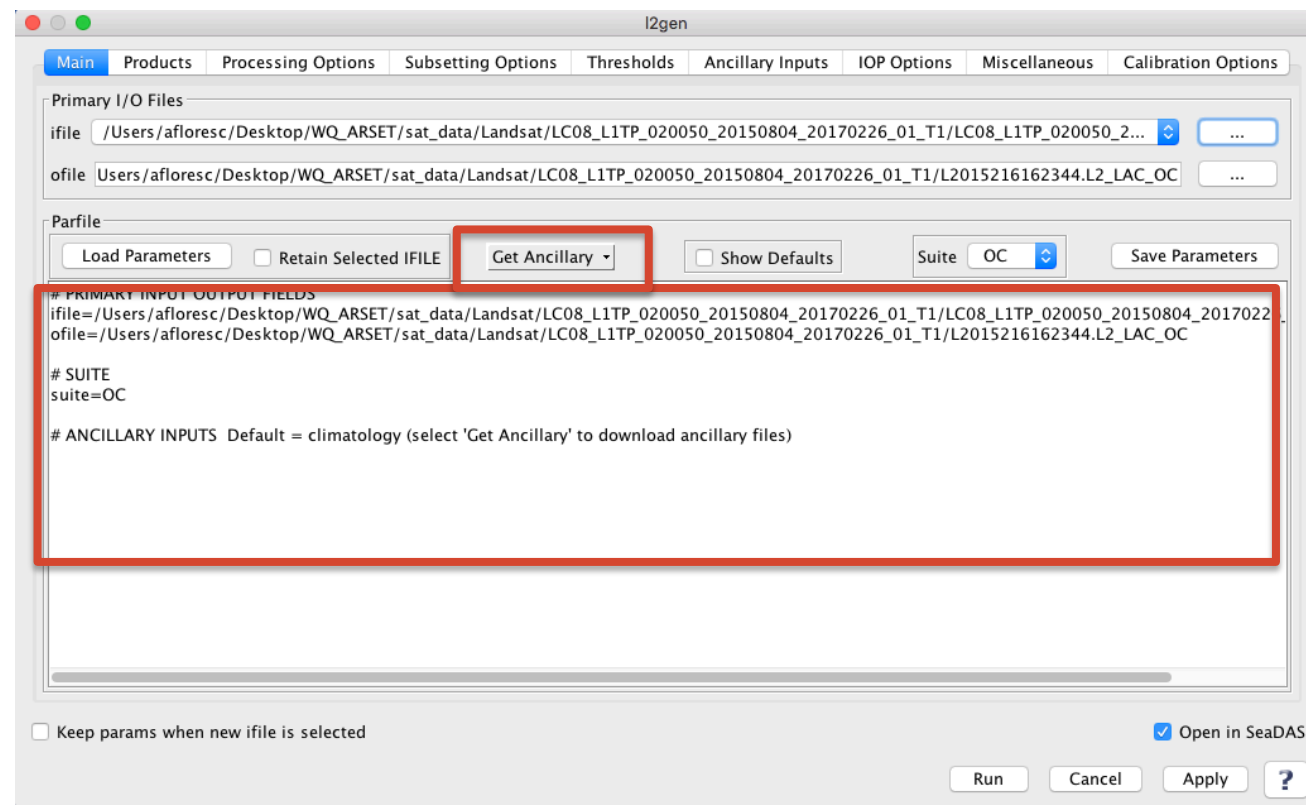 l2gen
Main Products Processing Options Subsetting Options Thresholds Ancillary Inputs IOP Options Miscellaneous Calibration Options
Primary I/O Files
ifile /Users/afloresc/Desktop/WQ_ARSET/sat_data/Landsat/LC08_L1TP_020050_20150804_20170226_01_T1/LC08_L1TP_020050_2... ...
ofile Users/afloresc/Desktop/WQ_ARSET/sat_data/Landsat/LC08_L1TP_020050_20150804_20170226_01_T1/L2015216162344.L2_LAC_OC ...
Parfile
Load Parameters Retain Selected IFILE Get Ancillary Show Defaults Suite OC Save Parameters
# PRIMARY INPUT OUTPUT FIELDS
ifile=/Users/afloresc/Desktop/WQ_ARSET/sat_data/Landsat/LC08_L1TP_020050_20150804_20170226_01_T1/LC08_L1TP_020050_20150804_20170226_
ofile=/Users/afloresc/Desktop/WQ_ARSET/sat_data/Landsat/LC08_L1TP_020050_20150804_20170226_01_T1/L2015216162344.L2_LAC_OC
# SUITE
suite=OC
# ANCILLARY INPUTS Default = climatology (select 'Get Ancillary' to download ancillary files)
Keep params when new ifile is selected Open in SeaDAS
Run Cancel Apply ?